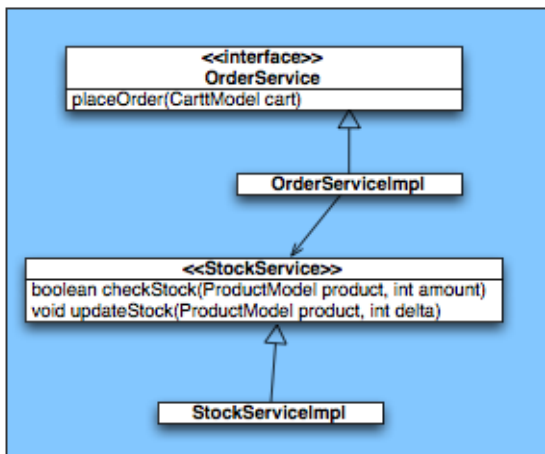 <<interface>>
OrderService
placeOrder(CarttModel cart)
OrderServiceImpl
<<StockService>>
boolean checkStock(ProductModel product, int amount)
void updateStock(ProductModel product, int delta)
StockServiceImpl